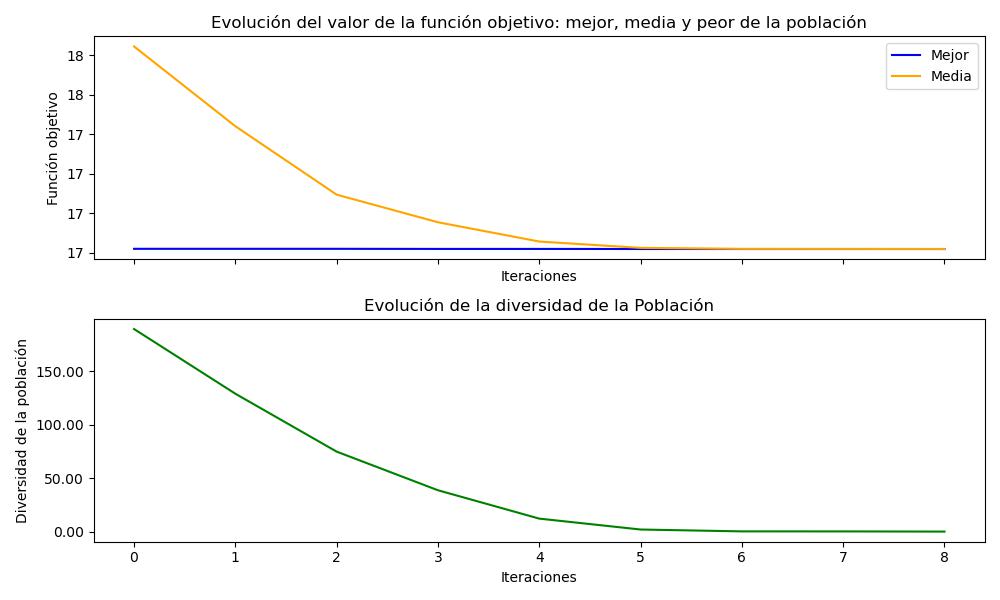 Evolución del valor de la función objetivo: mejor, media y peor de la población
Función objetivo
18
18
17
17
17
17
Mejor
Media
Iteraciones
Evolución de la diversidad de la Población
Diversidad de la población
150.00
100.00
50.00
0.00
0 1 2 3 4 5 6 7 8
Iteraciones